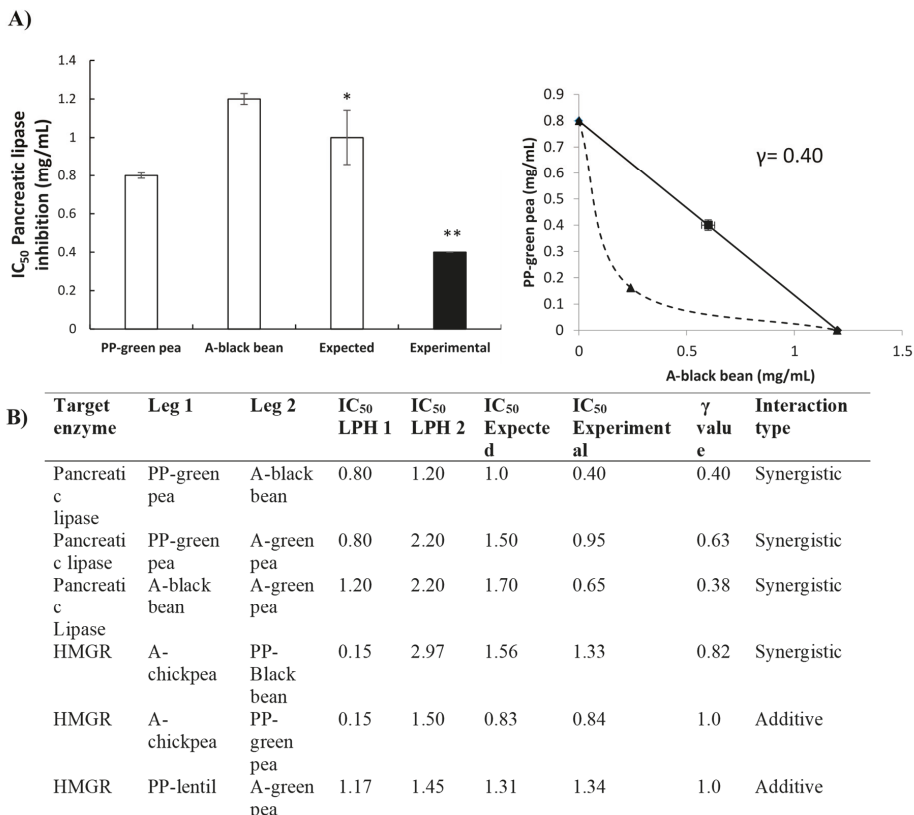 A)
IC50 Pancreatic lipase
inhibition (mg/mL)
1.4
1.2
1
0.8
0.6
0.4
0.2
0
*
**
PP-green pea A-black bean Expected Experimental
PP-green pea (mg/mL)
0.9
0.8
0.7
0.6
0.5
0.4
0.3
0.2
0.1
0
γ= 0.40
0 0.5 1 1.5
A-black bean (mg/mL)
B)
Target Leg 1 Leg 2 IC50 IC50 IC50 IC50 γ Interaction
enzyme LPH 1 LPH 2 Expecte Experiment valu type
d al e
Pancreati PP-green A-black 0.80 1.20 1.0 0.40 0.40 Synergistic
c pea bean
lipase
Pancreati PP-green A-green 0.80 2.20 1.50 0.95 0.63 Synergistic
c lipase pea pea
Pancreati A-black A-green 1.20 2.20 1.70 0.65 0.38 Synergistic
c bean pea
Lipase
HMGR A- PP- 0.15 2.97 1.56 1.33 0.82 Synergistic
chickpea Black
bean
HMGR A- PP- 0.15 1.50 0.83 0.84 1.0 Additive
chickpea green
pea
HMGR PP-lentil A-green 1.17 1.45 1.31 1.34 1.0 Additive
pea